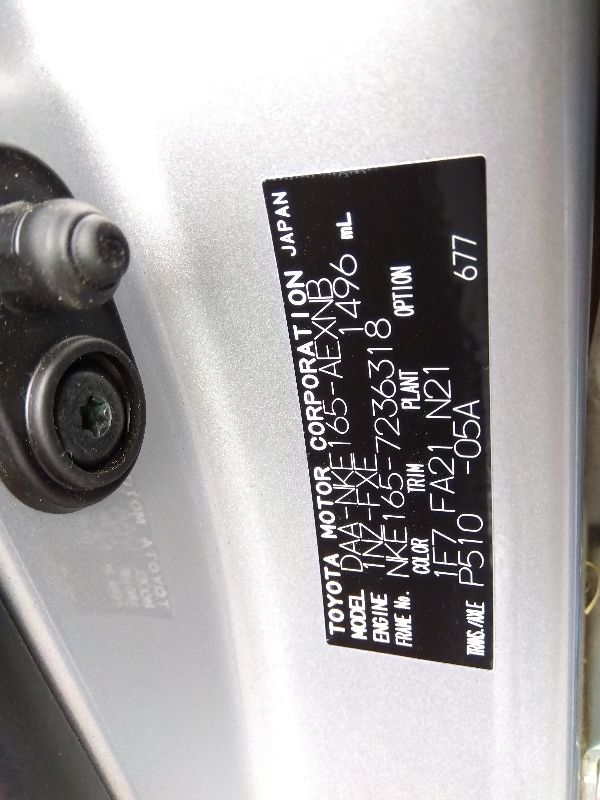 TOYOTA MOTOR CORPORATION JAPAN
MODEL DAA-NKE165-AEXNB
ENGINE 1NZ-FXE 1496 mL
FRAME No. NKE165-7236318
COLOR TRIM PLANT OPTION
1F7 FA21 N21
TRANS./AXLE P510 -05A 677